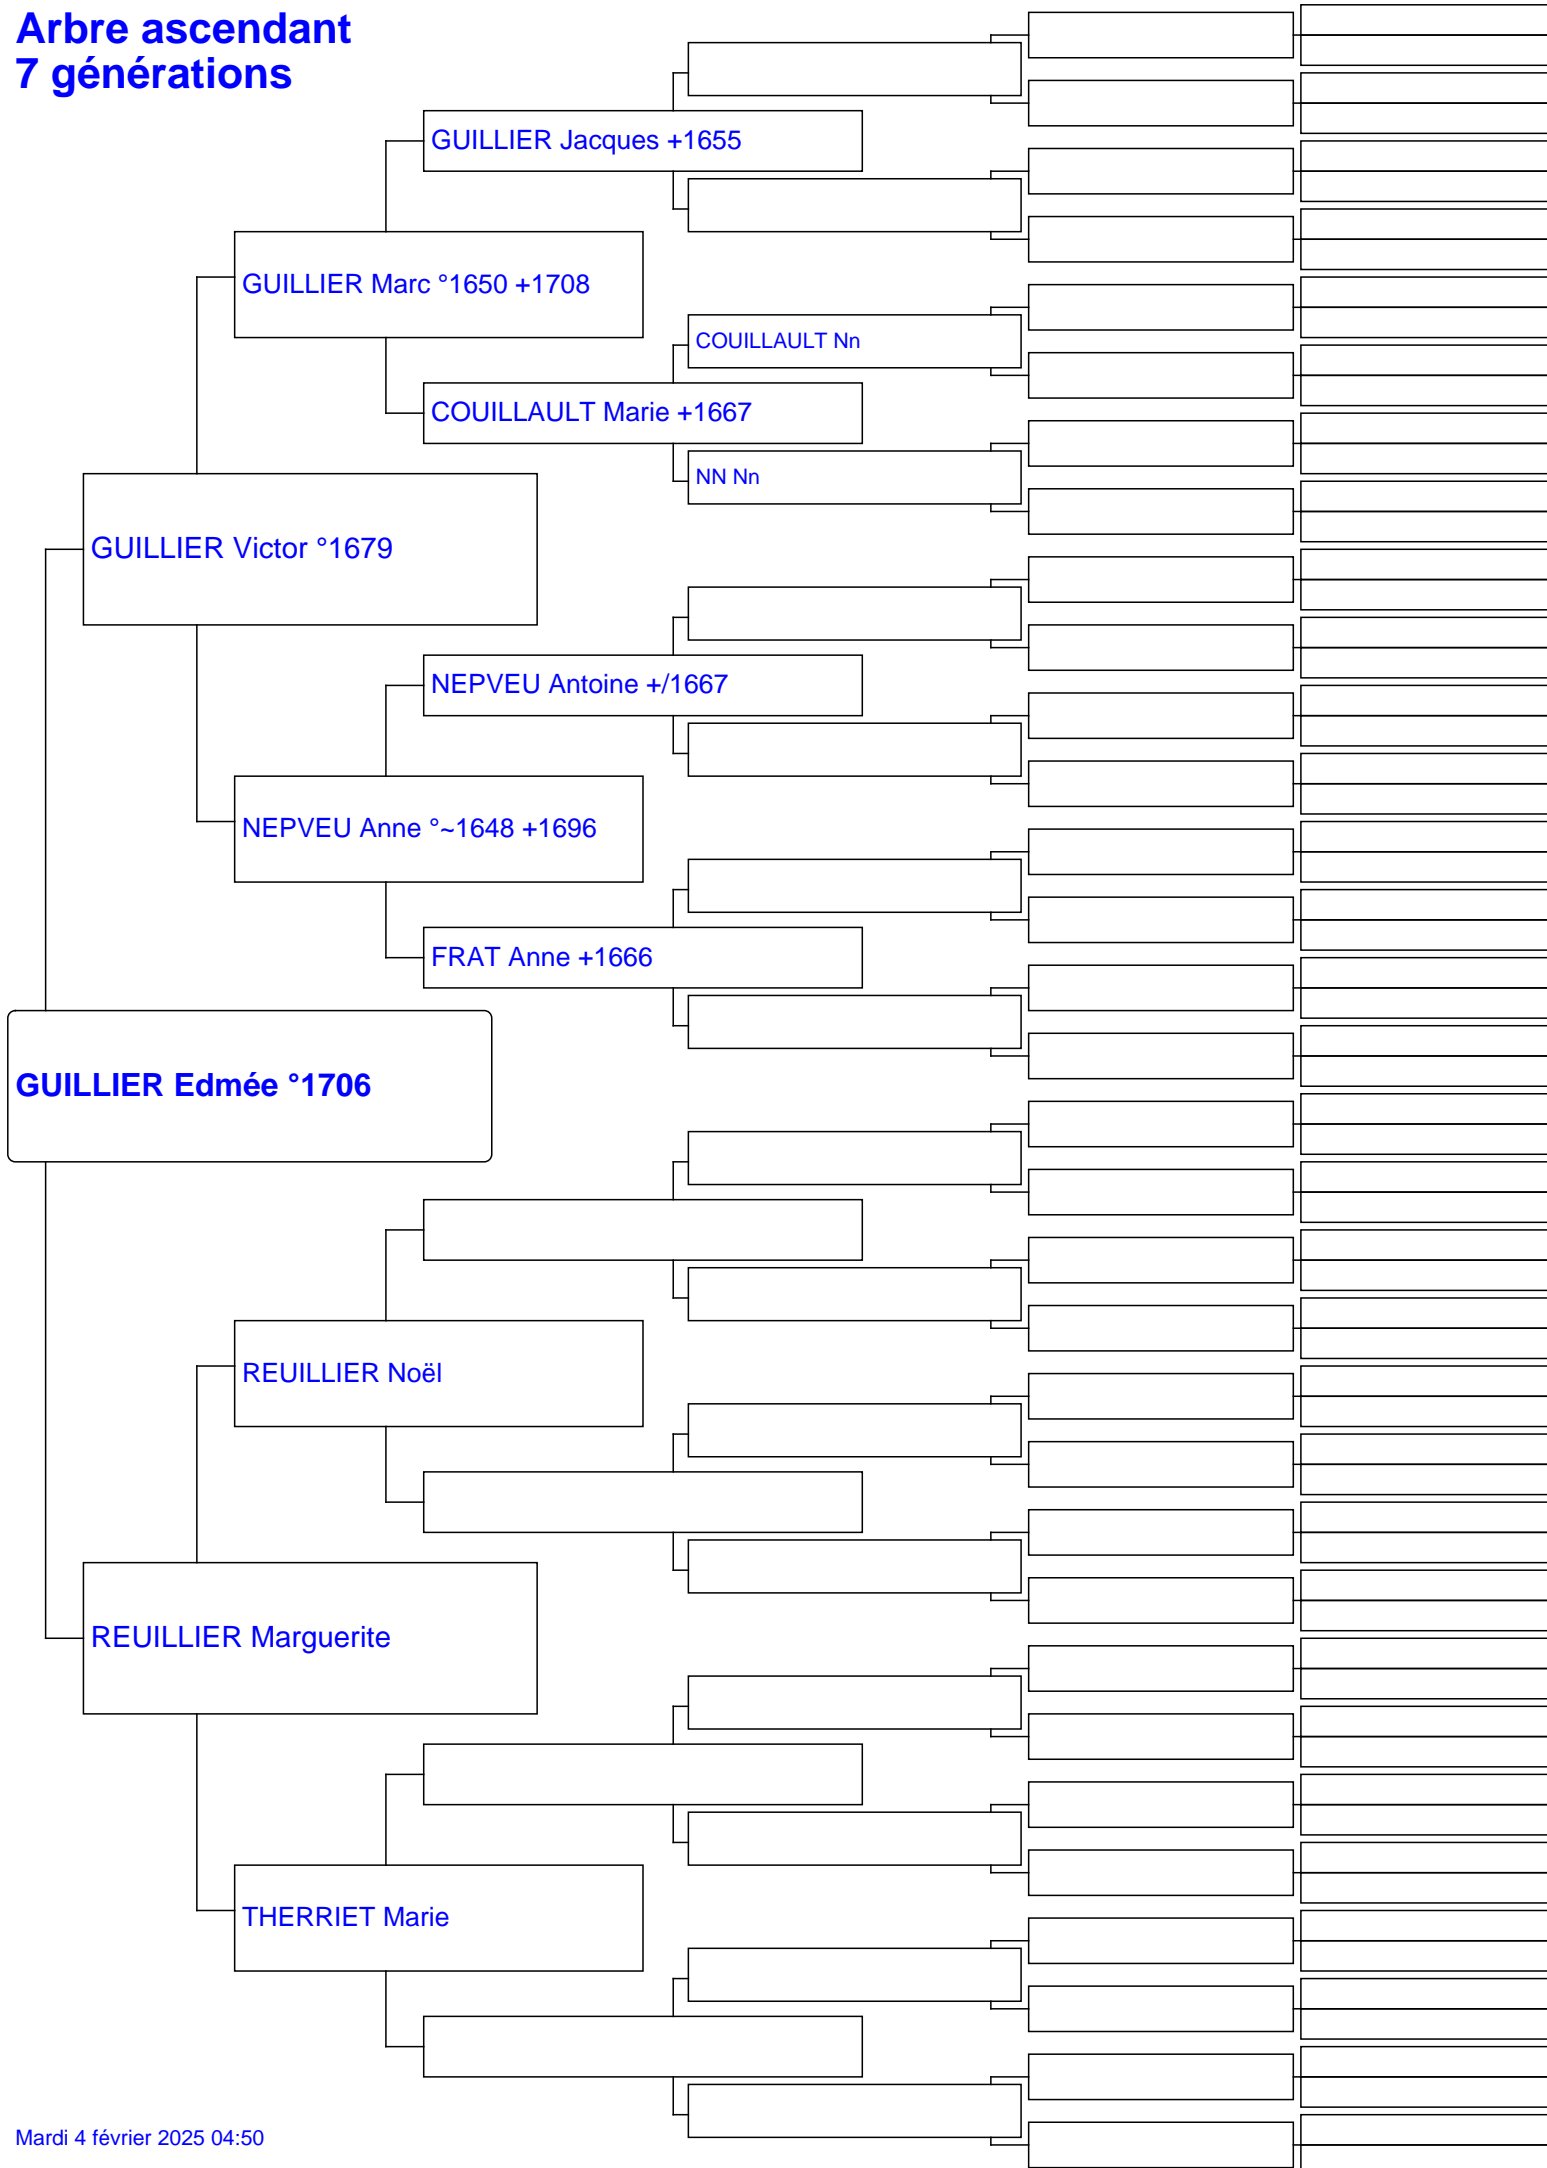 Arbre ascendant
7 générations
GUILLIER Jacques +1655
GUILLIER Marc °1650 +1708
COUILLAULT Nn
COUILLAULT Marie +1667
NN Nn
GUILLIER Victor °1679
NEPVEU Antoine +/1667
NEPVEU Anne °~1648 +1696
FRAT Anne +1666
GUILLIER Edmée °1706
REUILLIER Noël
REUILLIER Marguerite
THERRIET Marie
Mardi 4 février 2025 04:50